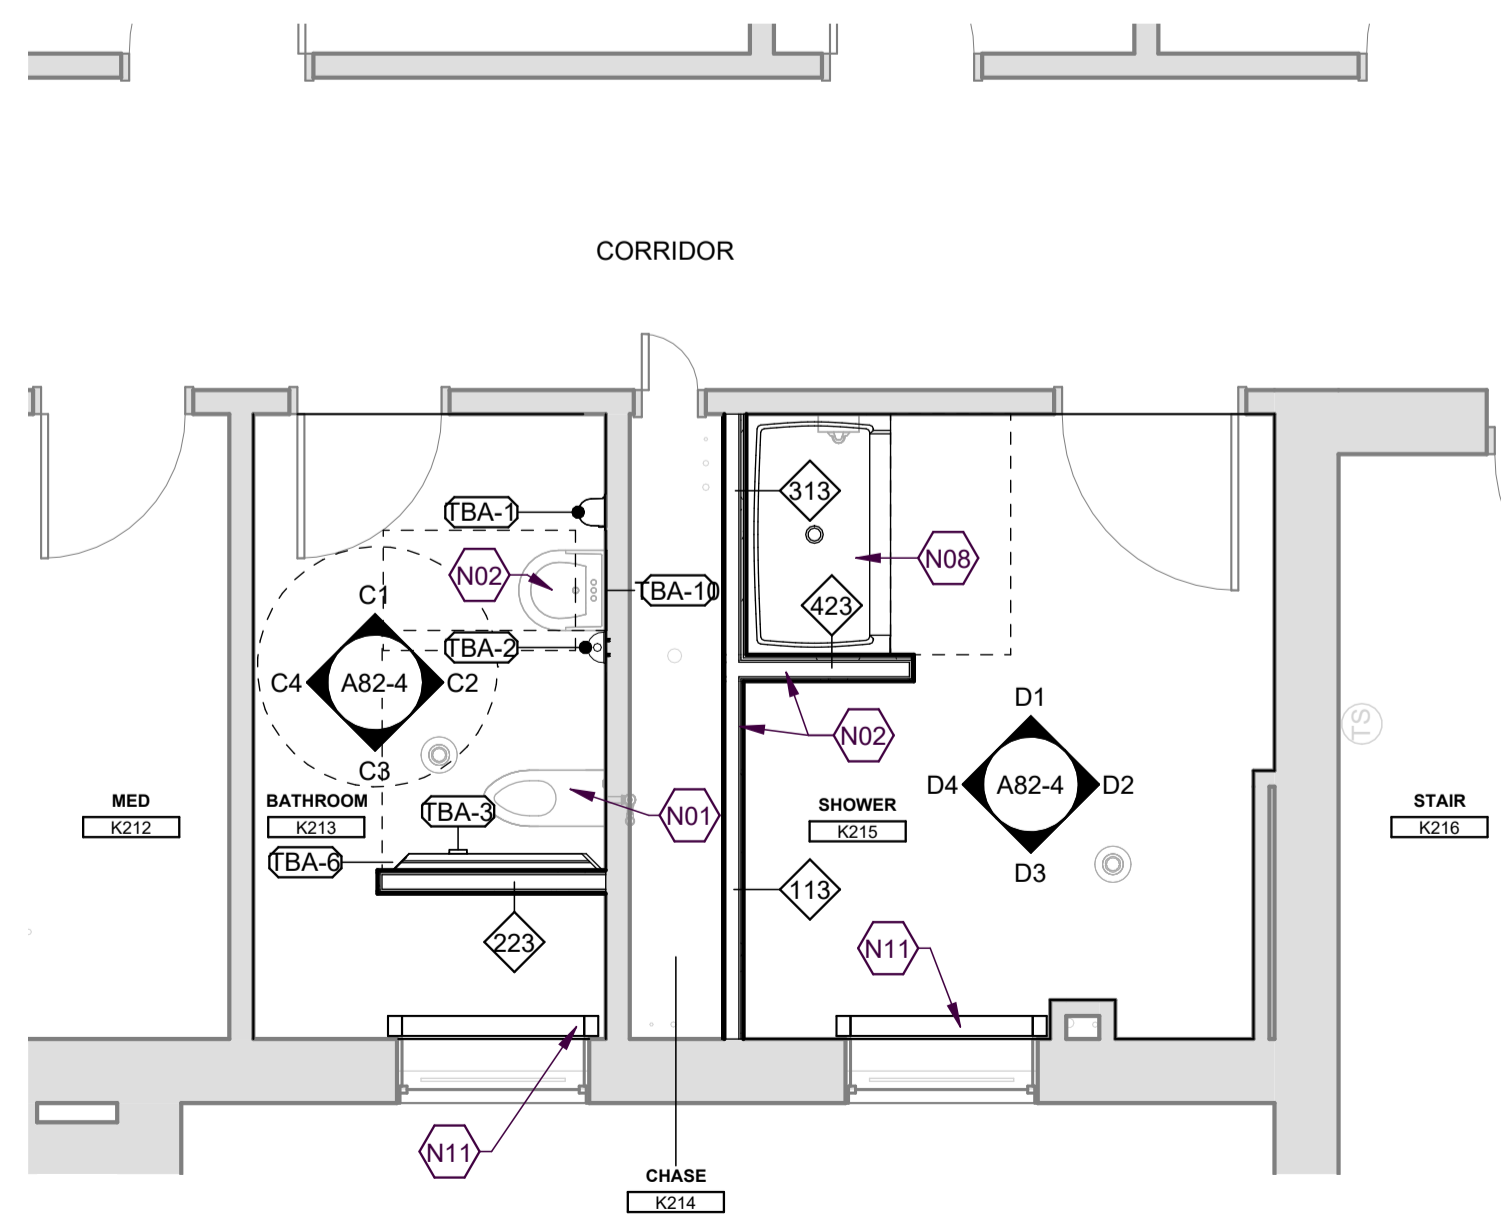 CORRIDOR
313
TBA-1
N08
N02
C1
TBA-10
423
TBA-2
C4
A82-4
C2
D1
TS
N02
C3
D4
A82-4
D2
MED
K212
BATHROOM
K213
TBA-3
N01
SHOWER
K215
STAIR
K216
TBA-6
D3
113
223
N11
N11
CHASE
K214